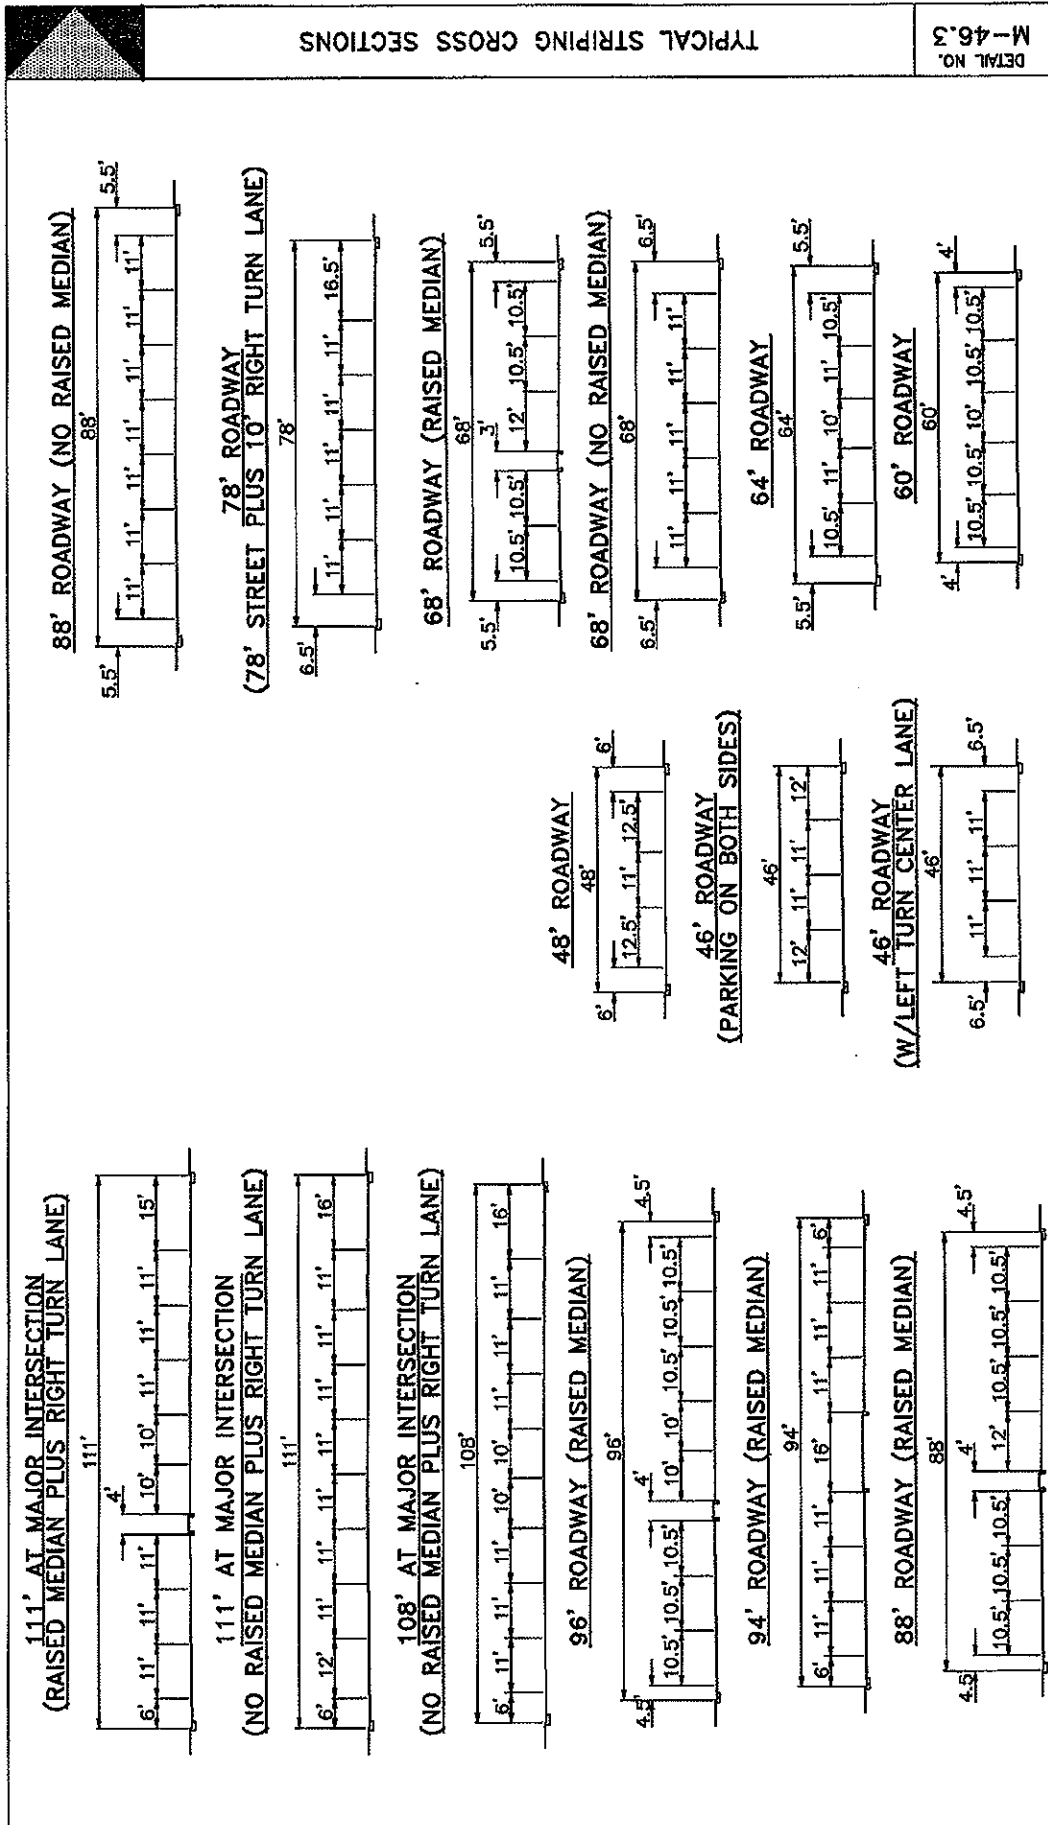 TYPICAL STRIPING CROSS SECTIONS
DETAIL NO.
M-46.3
111' AT MAJOR INTERSECTION
(RAISED MEDIAN PLUS RIGHT TURN LANE)
111'
4'
6' 11' 11' 11' 10' 10' 11' 11' 11' 15'
111' AT MAJOR INTERSECTION
(NO RAISED MEDIAN PLUS RIGHT TURN LANE)
111'
6' 12' 11' 11' 11' 11' 11' 11' 11' 16'
108' AT MAJOR INTERSECTION
(NO RAISED MEDIAN PLUS RIGHT TURN LANE)
108'
6' 11' 11' 11' 10' 10' 11' 11' 11' 16'
96' ROADWAY (RAISED MEDIAN)
96'
4.5' 4' 4.5'
10.5' 10.5' 10.5' 10' 10' 10.5' 10.5' 10.5'
94' ROADWAY (RAISED MEDIAN)
94'
6' 11' 11' 11' 16' 11' 11' 11' 6'
88' ROADWAY (RAISED MEDIAN)
88'
4.5' 4' 4.5'
10.5' 10.5' 10.5' 12' 10.5' 10.5' 10.5'
48' ROADWAY
48'
6' 6'
12.5' 11' 12.5'
46' ROADWAY
(PARKING ON BOTH SIDES)
46'
12' 11' 11' 12'
46' ROADWAY
(W/LEFT TURN CENTER LANE)
46'
6.5' 11' 11' 6.5'
88' ROADWAY (NO RAISED MEDIAN)
88'
5.5' 5.5'
11' 11' 11' 11' 11' 11' 11'
78' ROADWAY
(78' STREET PLUS 10' RIGHT TURN LANE)
78'
6.5'
11' 11' 11' 11' 11' 16.5'
68' ROADWAY (RAISED MEDIAN)
68'
5.5' 3' 5.5'
10.5' 10.5' 12' 10.5' 10.5'
68' ROADWAY (NO RAISED MEDIAN)
68'
6.5' 6.5'
11' 11' 11' 11' 11'
64' ROADWAY
64'
5.5' 5.5'
10.5' 11' 10' 11' 10.5'
60' ROADWAY
60'
4' 4'
10.5' 10.5' 10' 10.5' 10.5'